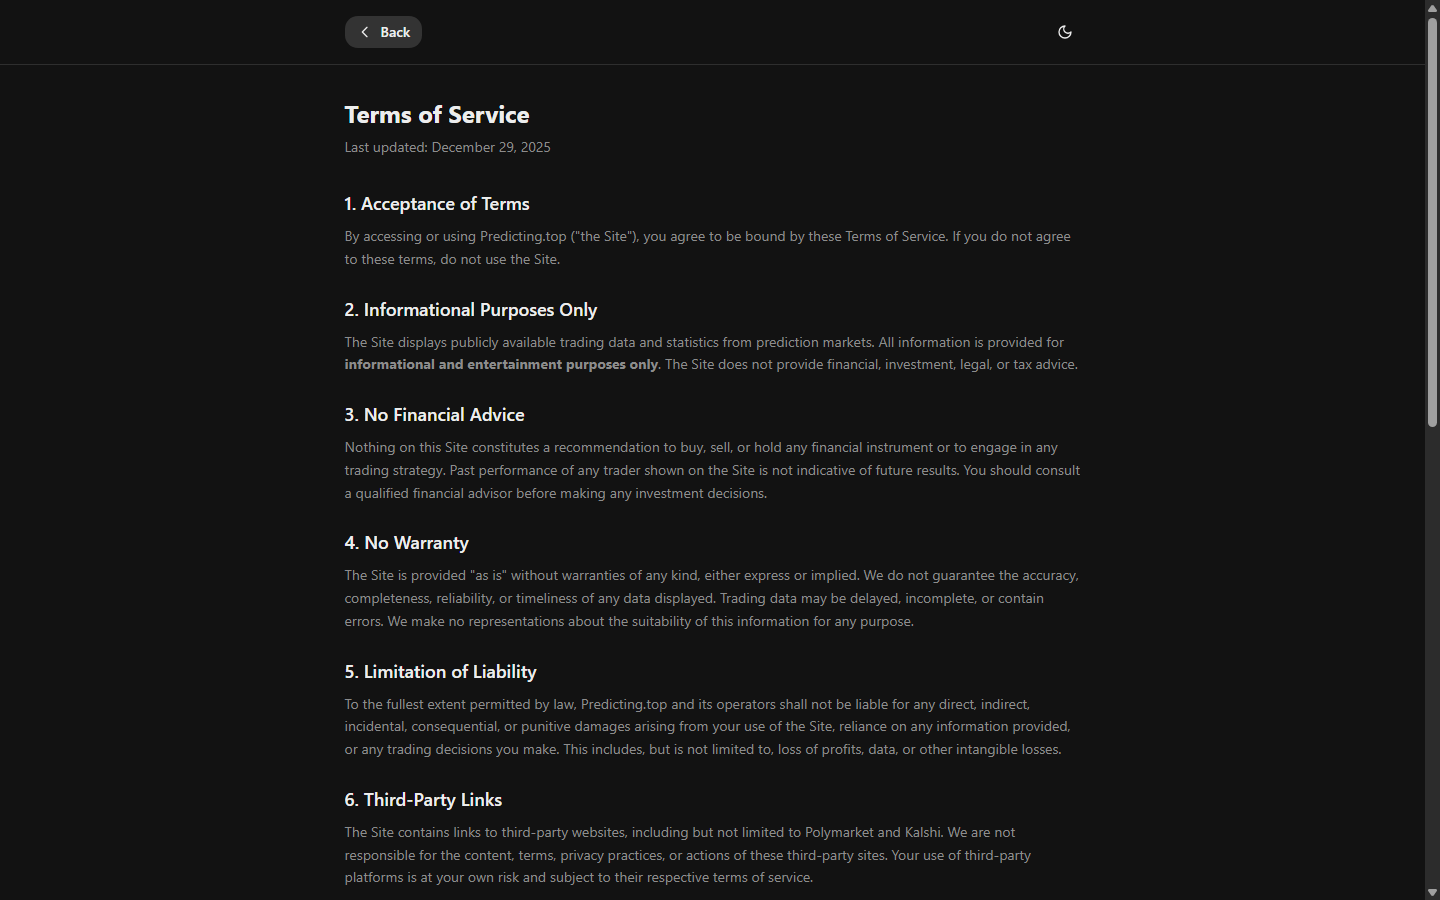 Back
Terms of Service
Last updated: December 29, 2025
1. Acceptance of Terms
By accessing or using Predicting.top ("the Site"), you agree to be bound by these Terms of Service. If you do not agree
to these terms, do not use the Site.
2. Informational Purposes Only
The Site displays publicly available trading data and statistics from prediction markets. All information is provided for
informational and entertainment purposes only. The Site does not provide financial, investment, legal, or tax advice.
3. No Financial Advice
Nothing on this Site constitutes a recommendation to buy, sell, or hold any financial instrument or to engage in any
trading strategy. Past performance of any trader shown on the Site is not indicative of future results. You should consult
a qualified financial advisor before making any investment decisions.
4. No Warranty
The Site is provided "as is" without warranties of any kind, either express or implied. We do not guarantee the accuracy,
completeness, reliability, or timeliness of any data displayed. Trading data may be delayed, incomplete, or contain
errors. We make no representations about the suitability of this information for any purpose.
5. Limitation of Liability
To the fullest extent permitted by law, Predicting.top and its operators shall not be liable for any direct, indirect,
incidental, consequential, or punitive damages arising from your use of the Site, reliance on any information provided,
or any trading decisions you make. This includes, but is not limited to, loss of profits, data, or other intangible losses.
6. Third-Party Links
The Site contains links to third-party websites, including but not limited to Polymarket and Kalshi. We are not
responsible for the content, terms, privacy practices, or actions of these third-party sites. Your use of third-party
platforms is at your own risk and subject to their respective terms of service.